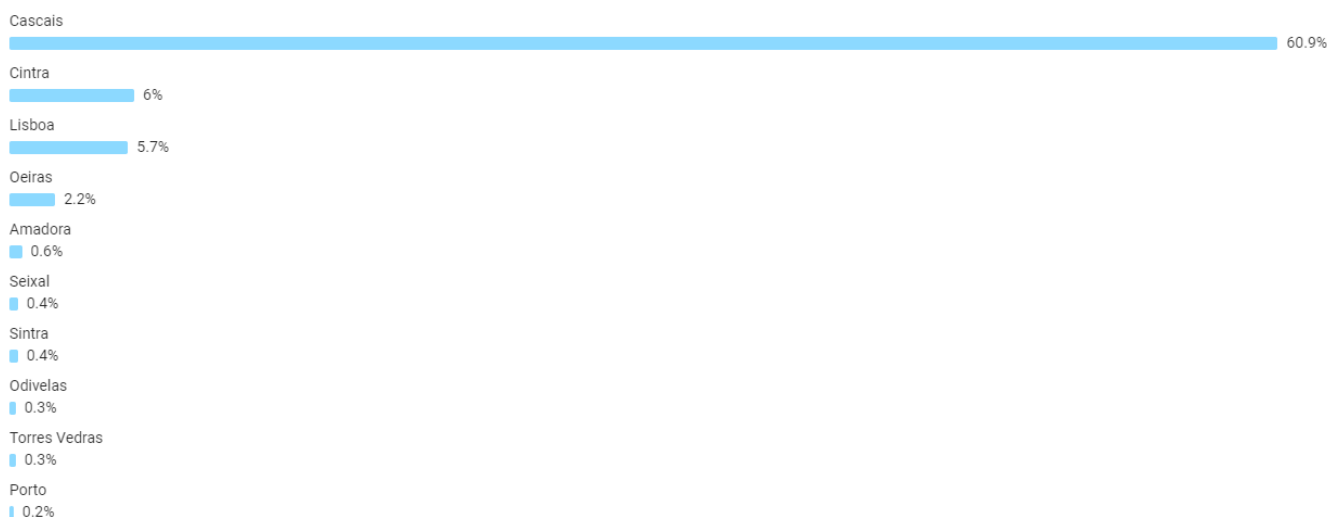 Cascais
60.9%
Cintra
6%
Lisboa
5.7%
Oeiras
2.2%
Amadora
0.6%
Seixal
0.4%
Sintra
0.4%
Odivelas
0.3%
Torres Vedras
0.3%
Porto
0.2%